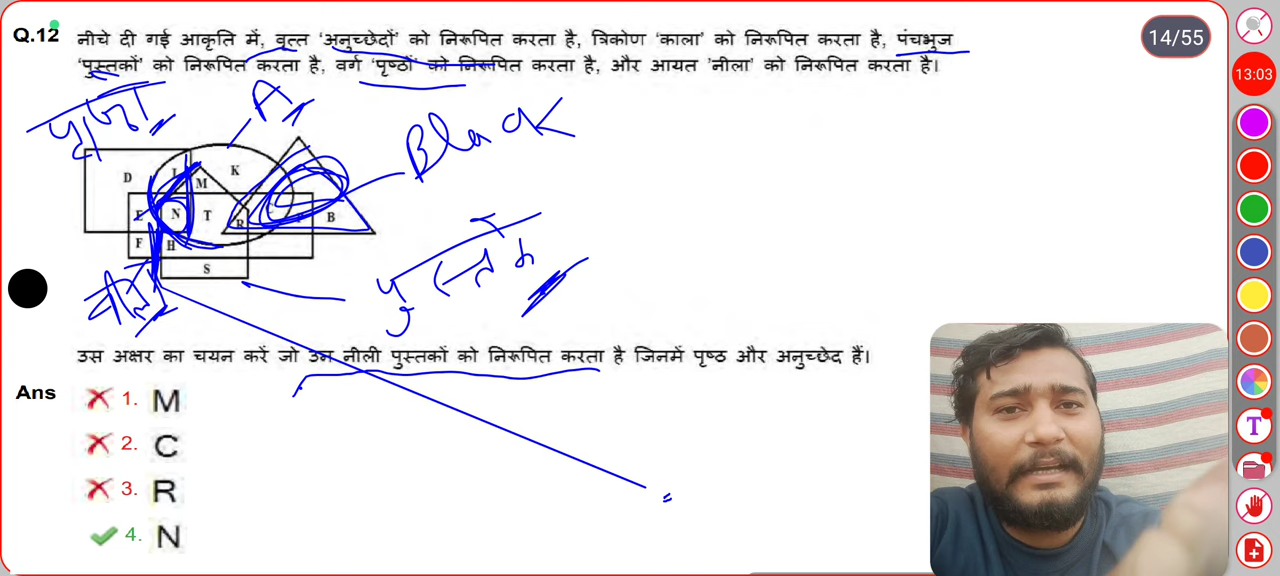 Q.12 नीचे दी गई आकृति में, वृत्त 'अनुच्छेदों' को निरूपित करता है, त्रिकोण 'काला' को निरूपित करता है, पंचभुज
'पुस्तकों' को निरूपित करता है, वर्ग 'पृष्ठों' को निरूपित करता है, और आयत 'नीला' को निरूपित करता है।
14/55
13:03
Black
D
K
M
N T R B
F H
S
पुस्तक
उस अक्षर का चयन करें जो उन नीली पुस्तकों को निरूपित करता है जिनमें पृष्ठ और अनुच्छेद हैं।
Ans
1. M
2. C
3. R
4. N
T